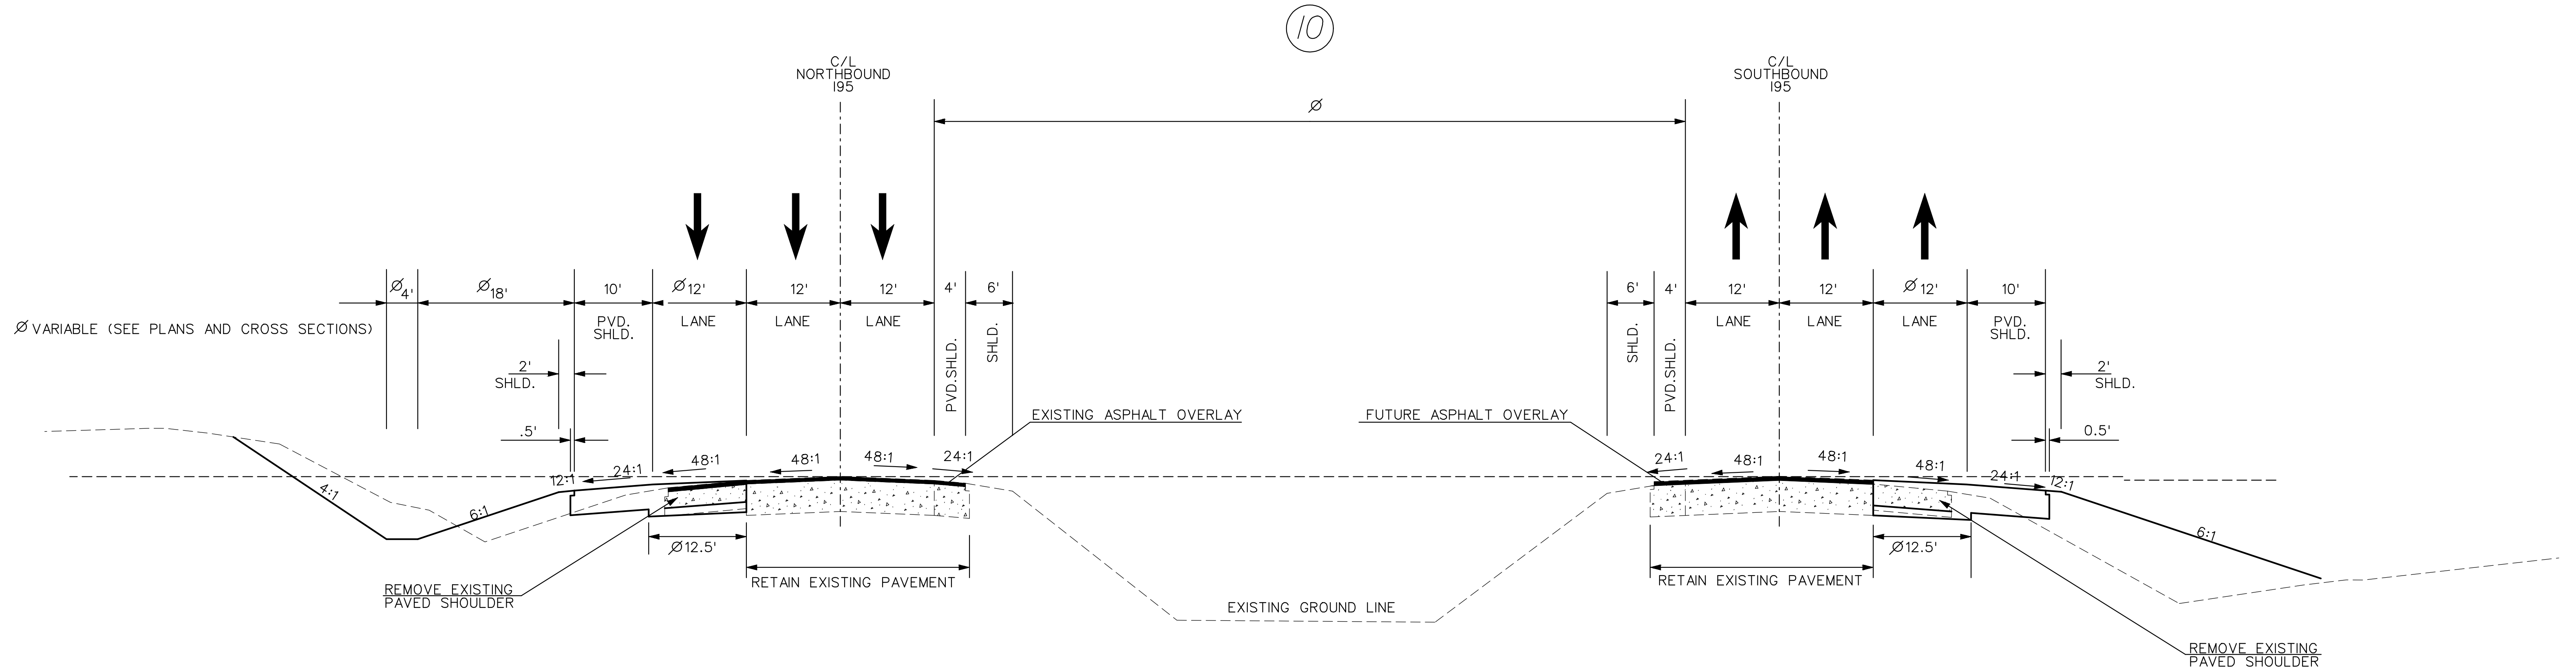 10
C/L
NORTHBOUND
I95
C/L
SOUTHBOUND
I95
Ø
Ø4'
Ø18'
10'
Ø12'
12'
12'
4'
6'
6'
4'
12'
12'
Ø12'
10'
Ø VARIABLE (SEE PLANS AND CROSS SECTIONS)
PVD.
SHLD.
LANE
LANE
LANE
PVD.SHLD.
SHLD.
SHLD.
PVD.SHLD.
LANE
LANE
LANE
PVD.
SHLD.
2'
SHLD.
2'
SHLD.
EXISTING ASPHALT OVERLAY
FUTURE ASPHALT OVERLAY
.5'
0.5'
4:1
6:1
12:1
24:1
48:1
48:1
48:1
24:1
24:1
48:1
48:1
48:1
24:1
12:1
6:1
Ø12.5'
Ø12.5'
RETAIN EXISTING PAVEMENT
RETAIN EXISTING PAVEMENT
REMOVE EXISTING
PAVED SHOULDER
EXISTING GROUND LINE
REMOVE EXISTING
PAVED SHOULDER